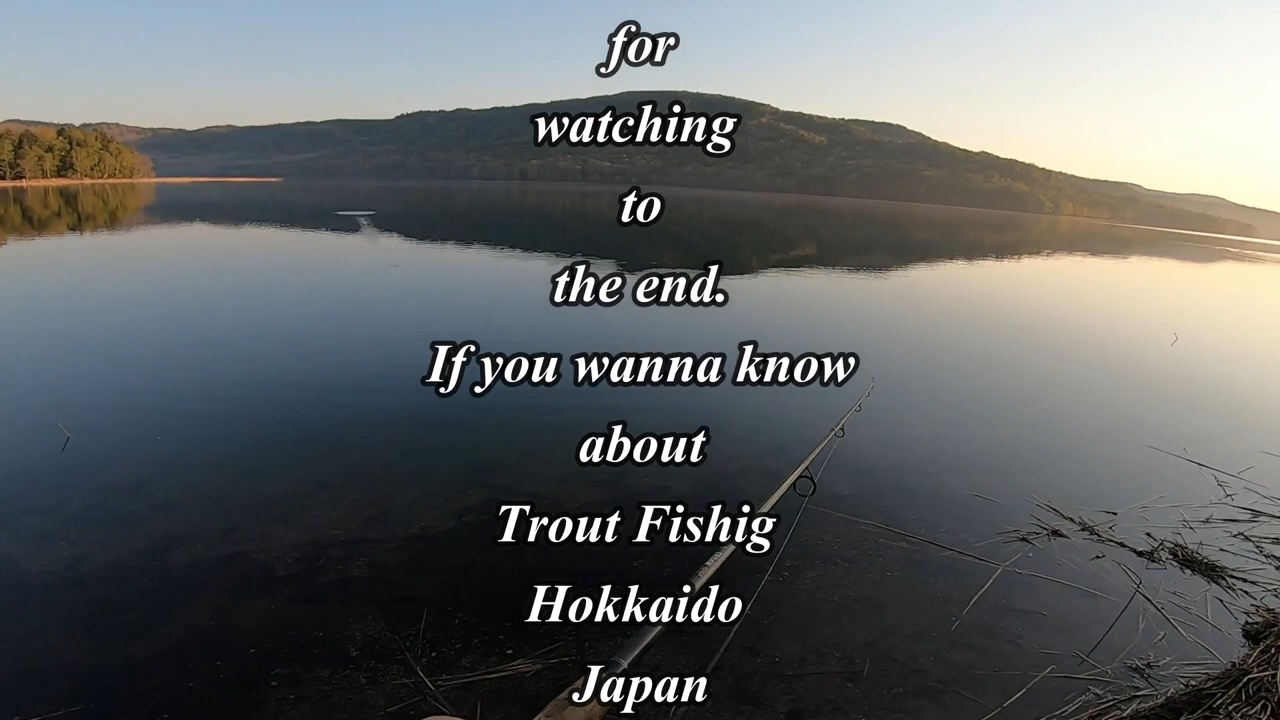 for
watching
to
the end.
If you wanna know
about
Trout Fishig
Hokkaido
Japan